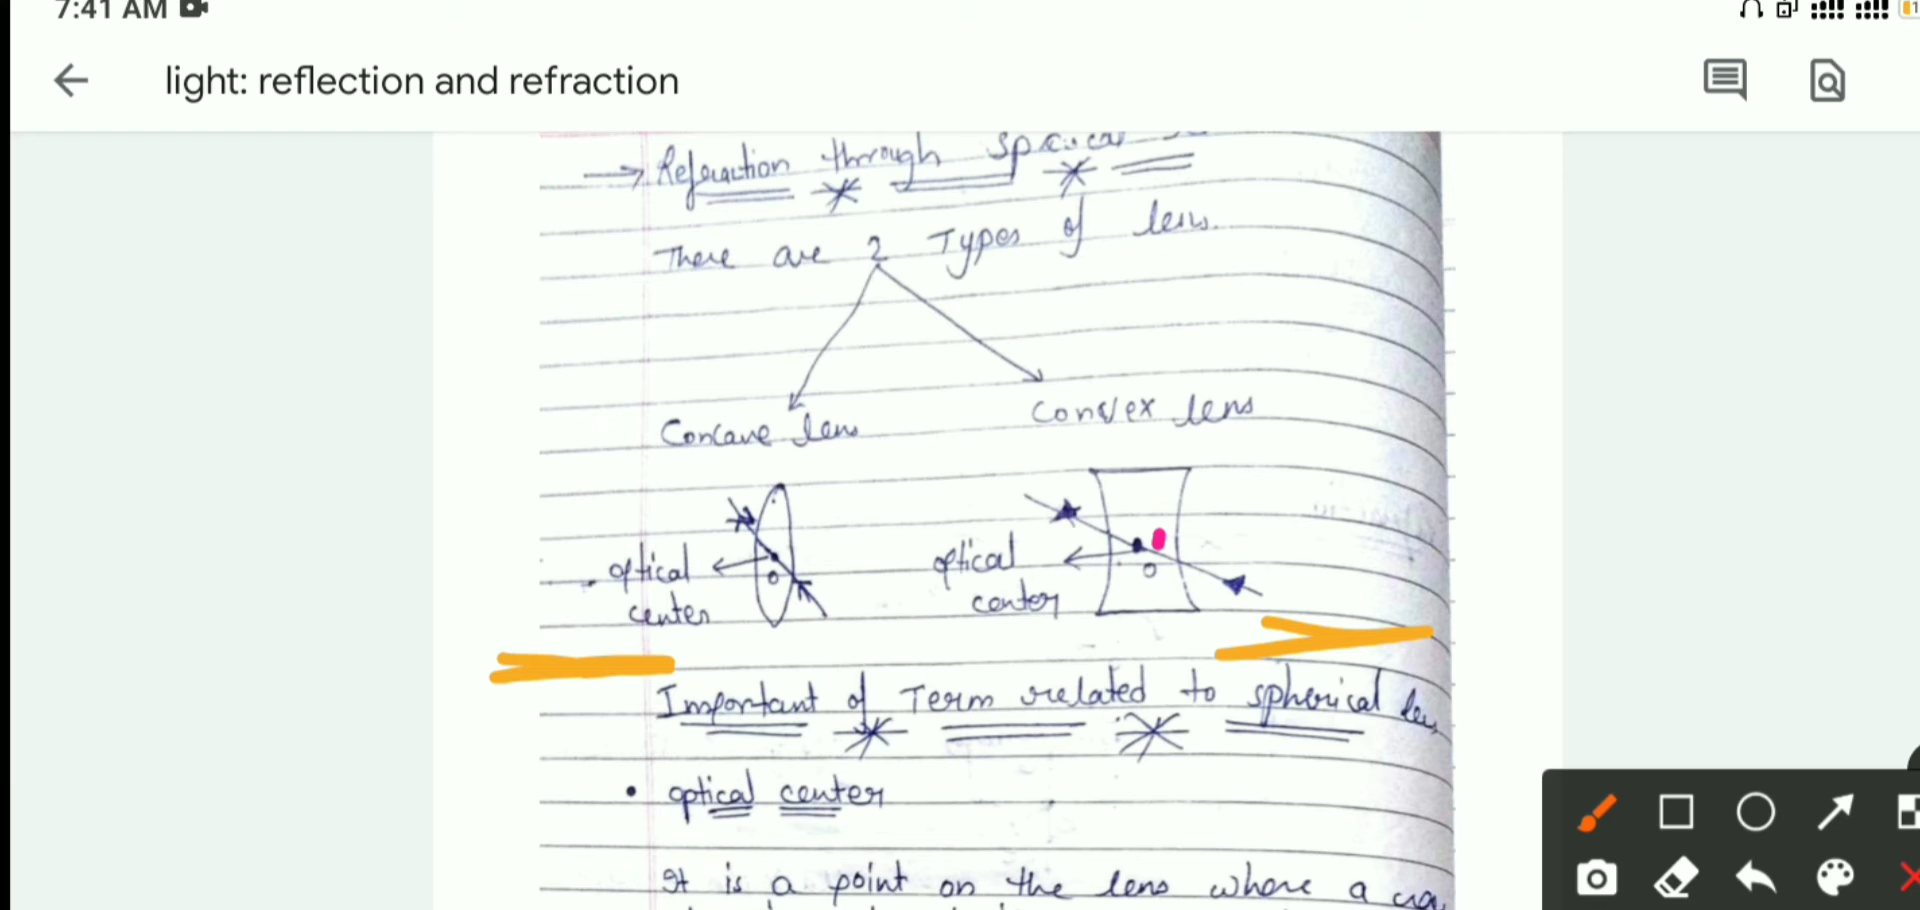 7:41 AM
light: reflection and refraction
→ Refraction through
There are 2 Types of lens.
Concave lens
Convex lens
optical center
o
optical center
o
Important of Term related to spherical len
• optical center
It is a point on the lens where a